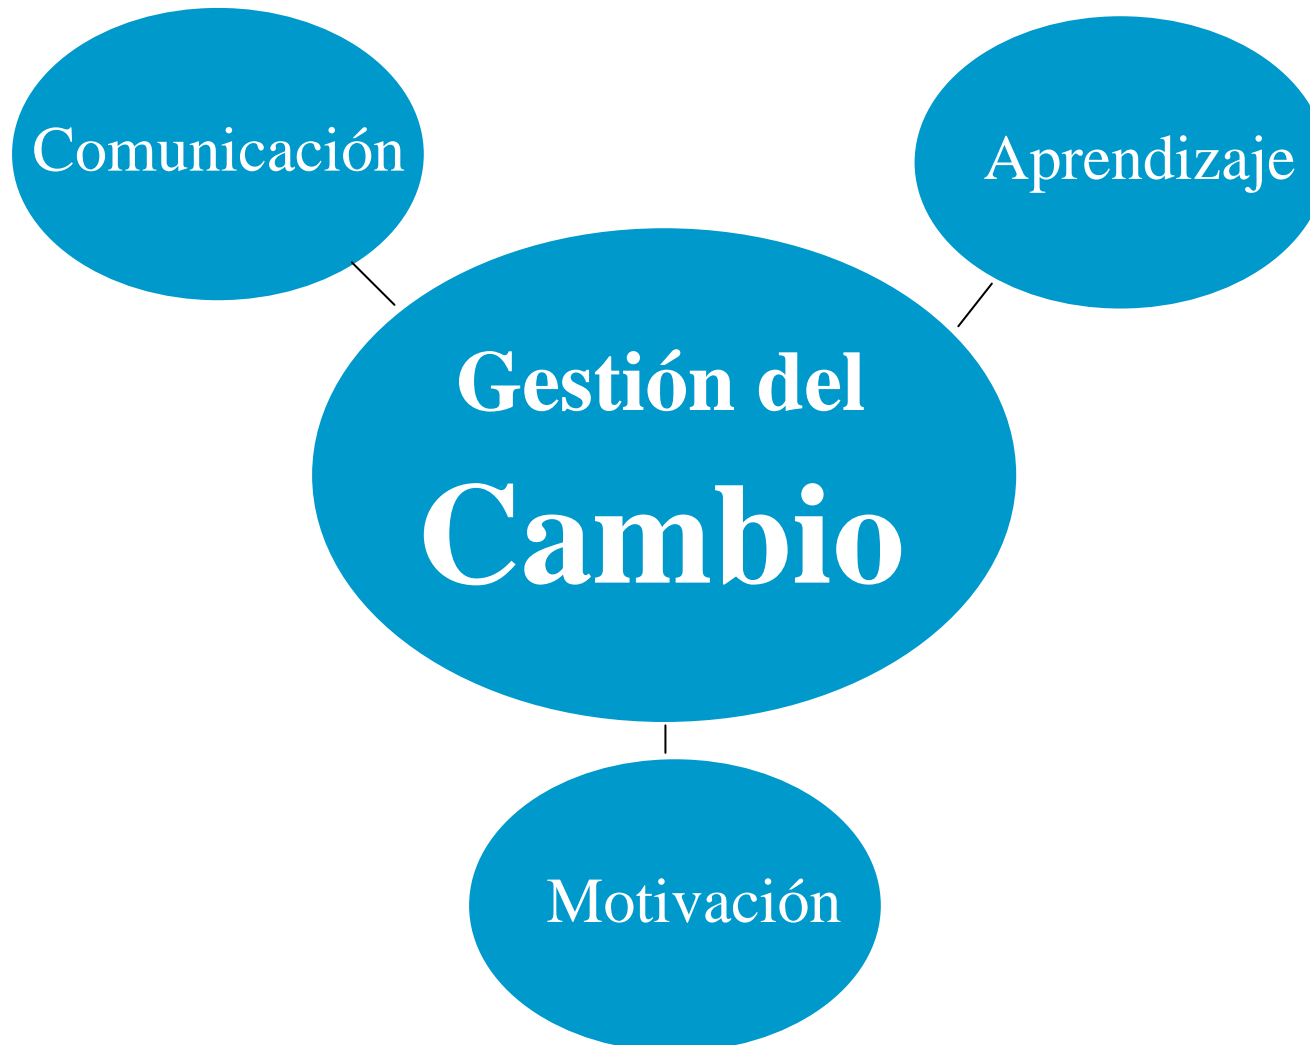 Comunicación
Aprendizaje
Gestión del
Cambio
Motivación